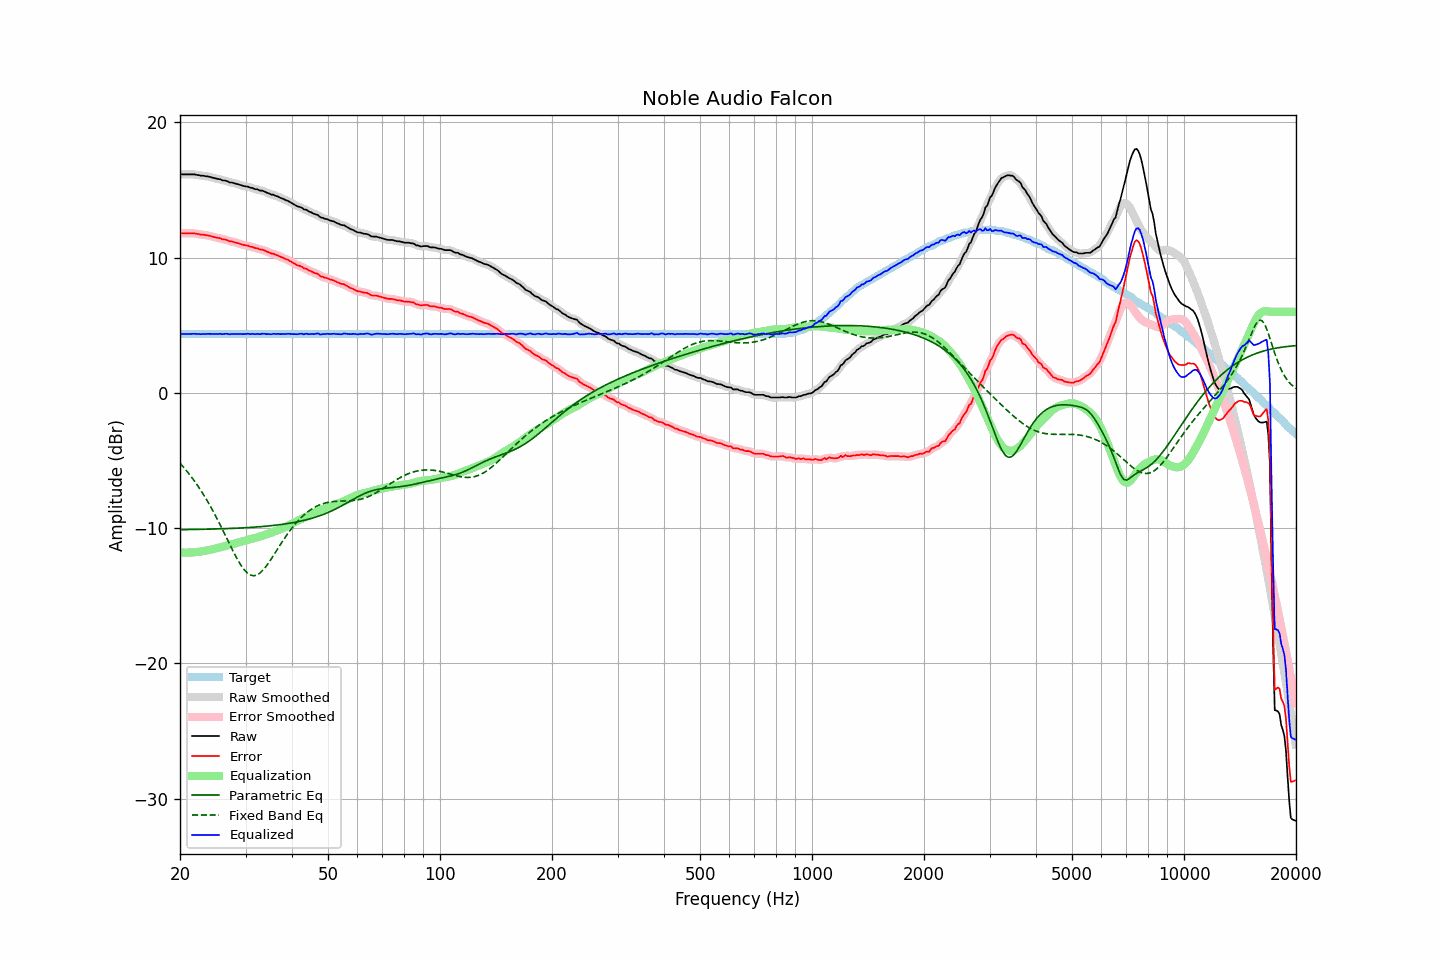 Noble Audio Falcon
20
10
0
−10
−20
−30
Amplitude (dBr)
Target
Raw Smoothed
Error Smoothed
Raw
Error
Equalization
Parametric Eq
Fixed Band Eq
Equalized
20 50 100 200 500 1000 2000 5000 10000 20000
Frequency (Hz)